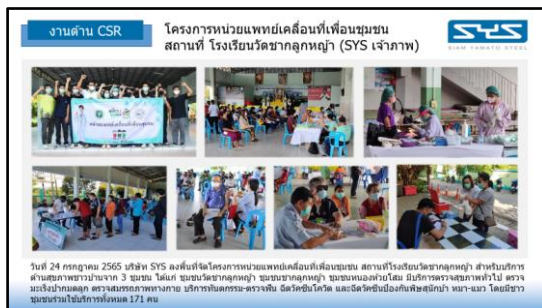 งานด้าน CSR
โครงการหน่วยแพทย์เคลื่อนที่เพื่อนชุมชน
สถานที่ โรงเรียนวัดชากลูกหญ้า (SYS เจ้าภาพ)
SYS
SIAM YAMATO STEEL
วันที่ 24 กรกฎาคม 2565 บริษัท SYS ลงพื้นที่จัดโครงการหน่วยแพทย์เคลื่อนที่เพื่อนชุมชน สถานที่โรงเรียนวัดชากลูกหญ้า สำหรับบริการ
ด้านสุขภาพชาวบ้านจาก 3 ชุมชน ได้แก่ ชุมชนวัดชากลูกหญ้า ชุมชนชากลูกหญ้า ชุมชนหนองหวายโสม มีบริการตรวจสุขภาพทั่วไป ตรวจ
มะเร็งปากมดลูก ตรวจสมรรถภาพทางกาย บริการทันตกรรม-ตรวจฟัน ฉีดวัคซีนโควิด และฉีดวัคซีนป้องกันพิษสุนัขบ้า หมา-แมว โดยมีชาว
ชุมชนร่วมใช้บริการทั้งหมด 171 คน